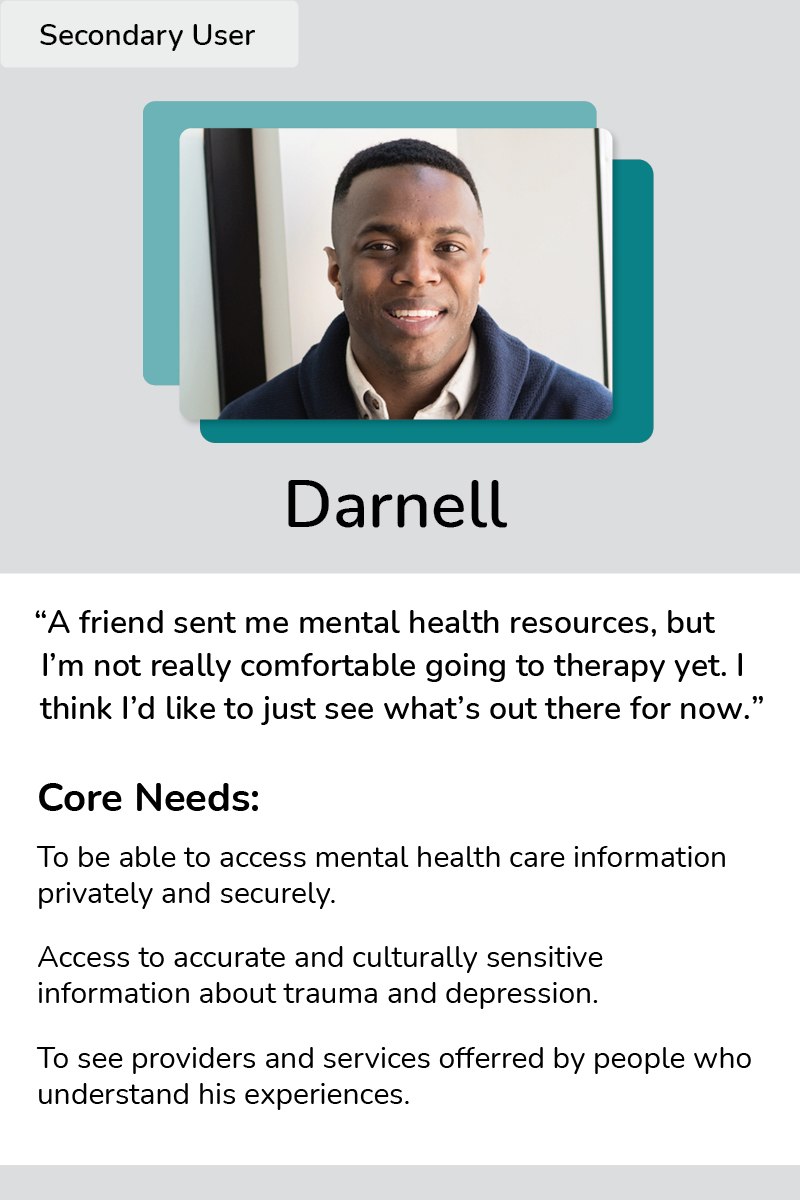 Secondary User
Darnell
“A friend sent me mental health resources, but
I’m not really comfortable going to therapy yet. I
think I’d like to just see what’s out there for now.”
Core Needs:
To be able to access mental health care information
privately and securely.
Access to accurate and culturally sensitive
information about trauma and depression.
To see providers and services offerred by people who
understand his experiences.